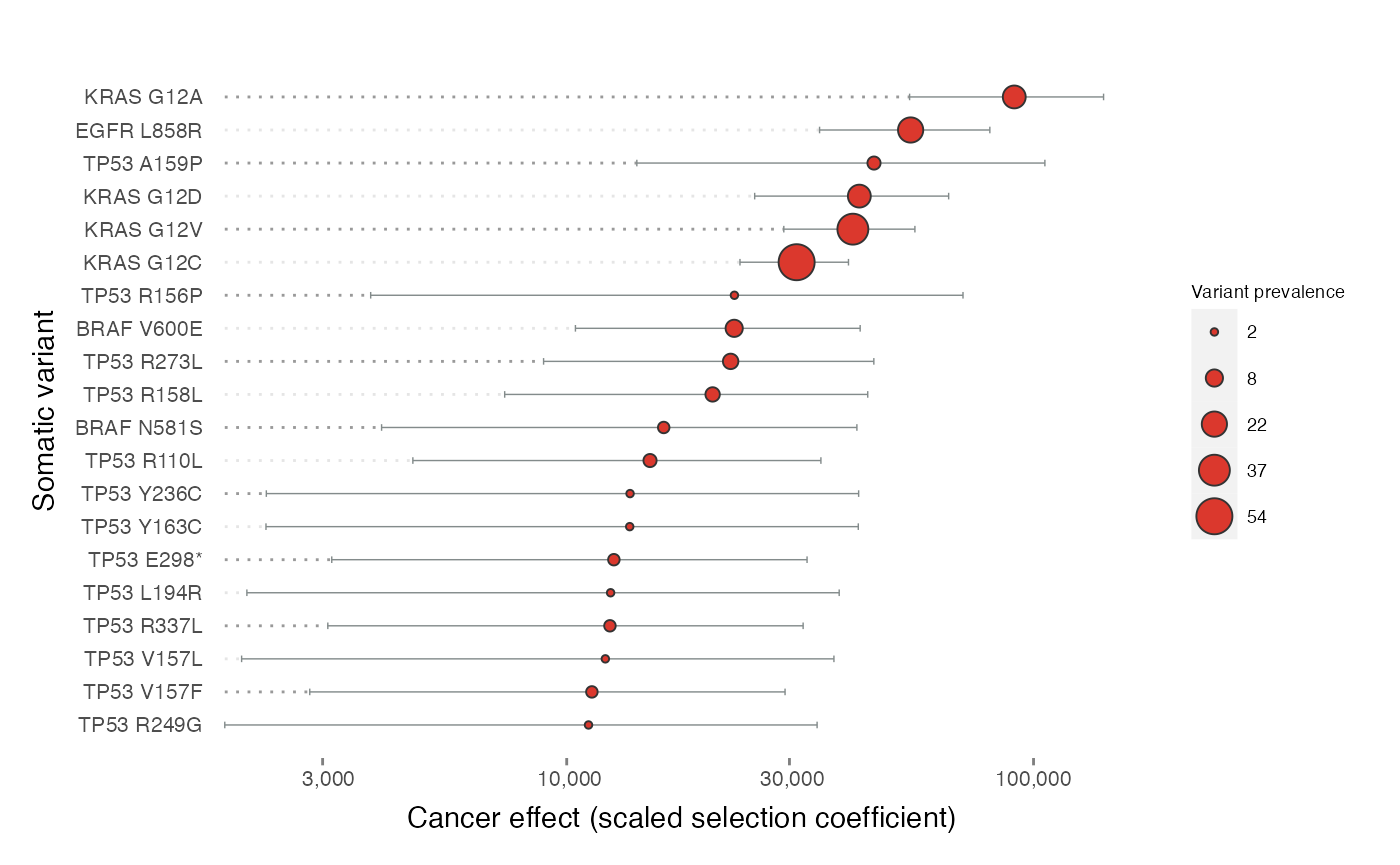 KRAS G12A
EGFR L858R
TP53 A159P
KRAS G12D
KRAS G12V
KRAS G12C
TP53 R156P
BRAF V600E
TP53 R273L
TP53 R158L
BRAF N581S
TP53 R110L
TP53 Y236C
TP53 Y163C
TP53 E298*
TP53 L194R
TP53 R337L
TP53 V157L
TP53 V157F
TP53 R249G
Somatic variant
3,000
10,000
30,000
100,000
Cancer effect (scaled selection coefficient)
Variant prevalence
2
8
22
37
54